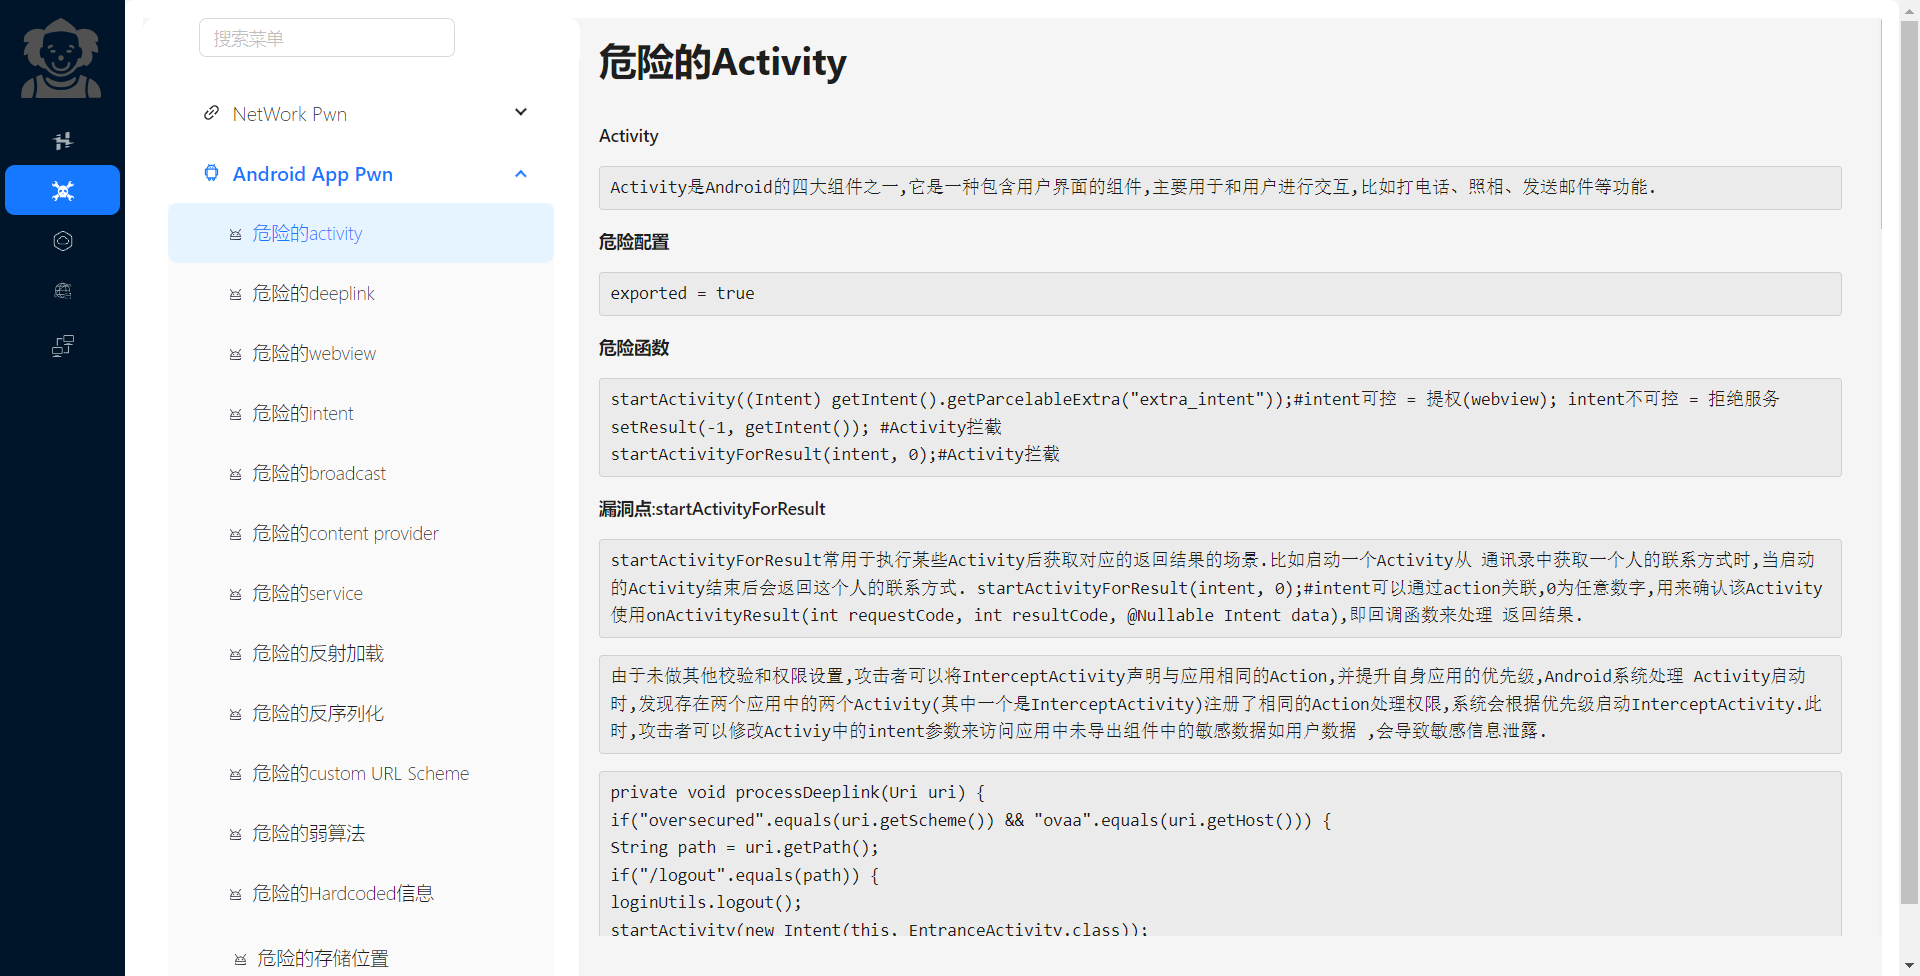 搜索菜单
NetWork Pwn
Android App Pwn
危险的activity
危险的deeplink
危险的webview
危险的intent
危险的broadcast
危险的content provider
危险的service
危险的反射加载
危险的反序列化
危险的custom URL Scheme
危险的弱算法
危险的Hardcoded信息
危险的存储位置
危险的Activity
Activity
Activity是Android的四大组件之一,它是一种包含用户界面的组件,主要用于和用户进行交互,比如打电话、照相、发送邮件等功能.
危险配置
exported = true
危险函数
startActivity((Intent) getIntent().getParcelableExtra("extra_intent"));#intent可控 = 提权(webview); intent不可控 = 拒绝服务
setResult(-1, getIntent()); #Activity拦截
startActivityForResult(intent, 0);#Activity拦截
漏洞点:startActivityForResult
startActivityForResult常用于执行某些Activity后获取对应的返回结果的场景.比如启动一个Activity从 通讯录中获取一个人的联系方式时,当启动
的Activity结束后会返回这个人的联系方式. startActivityForResult(intent, 0);#intent可以通过action关联,0为任意数字,用来确认该Activity
使用onActivityResult(int requestCode, int resultCode, @Nullable Intent data),即回调函数来处理 返回结果.
由于未做其他校验和权限设置,攻击者可以将InterceptActivity声明与应用相同的Action,并提升自身应用的优先级,Android系统处理 Activity启动
时,发现存在两个应用中的两个Activity(其中一个是InterceptActivity)注册了相同的Action处理权限,系统会根据优先级启动InterceptActivity.此
时,攻击者可以修改Activiy中的intent参数来访问应用中未导出组件中的敏感数据如用户数据 ,会导致敏感信息泄露.
private void processDeeplink(Uri uri) {
if("oversecured".equals(uri.getScheme()) && "ovaa".equals(uri.getHost())) {
String path = uri.getPath();
if("/logout".equals(path)) {
loginUtils.logout();
startActivity(new Intent(this, EntranceActivity.class));